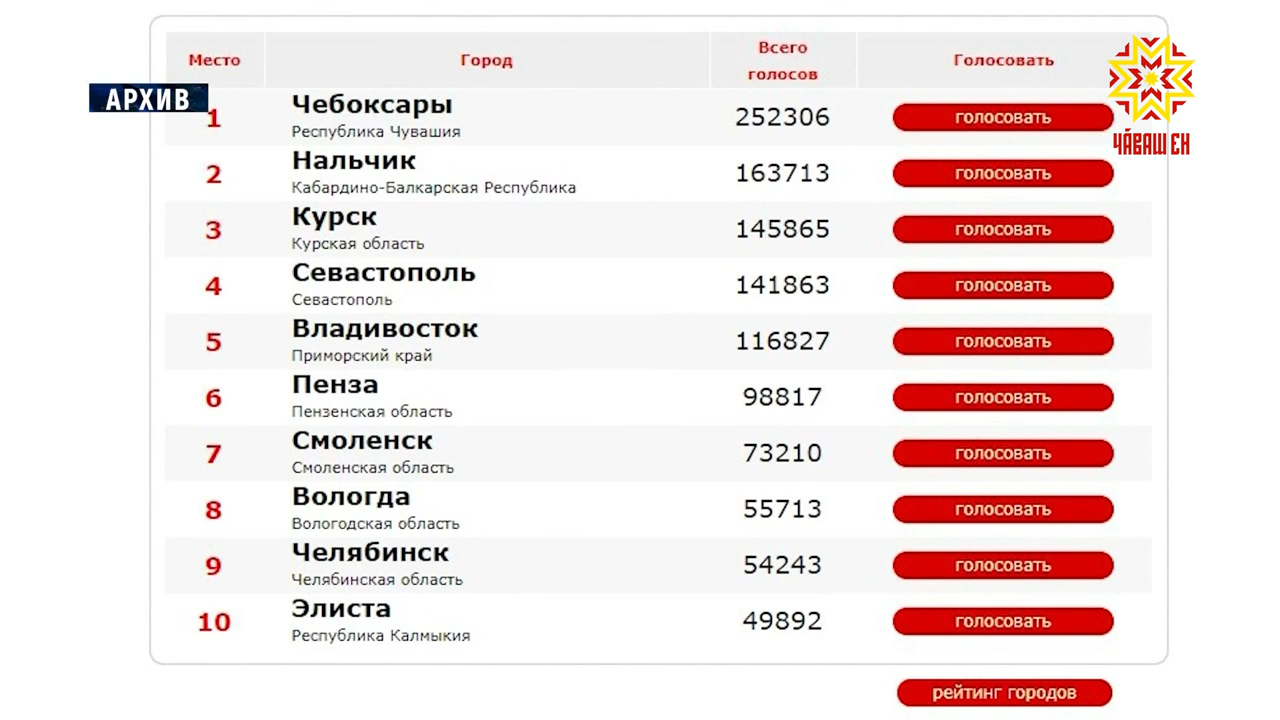 Место Город Всего голосов Голосовать
АРХИВ
ЧӐВАШ ЕН
1 Чебоксары 252306 голосовать
Республика Чувашия
2 Нальчик 163713 голосовать
Кабардино-Балкарская Республика
3 Курск 145865 голосовать
Курская область
4 Севастополь 141863 голосовать
Севастополь
5 Владивосток 116827 голосовать
Приморский край
6 Пенза 98817 голосовать
Пензенская область
7 Смоленск 73210 голосовать
Смоленская область
8 Вологда 55713 голосовать
Вологодская область
9 Челябинск 54243 голосовать
Челябинская область
10 Элиста 49892 голосовать
Республика Калмыкия
рейтинг городов